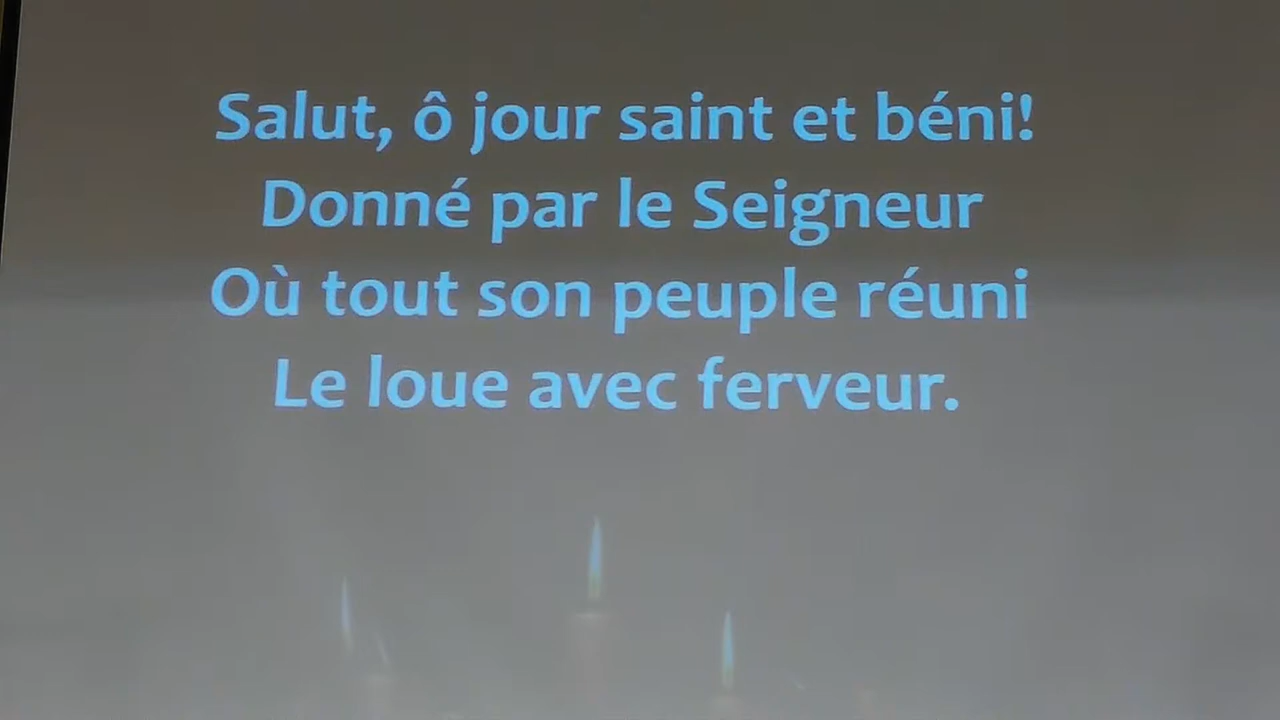 Salut, ô jour saint et béni!
Donné par le Seigneur
Où tout son peuple réuni
Le loue avec ferveur.